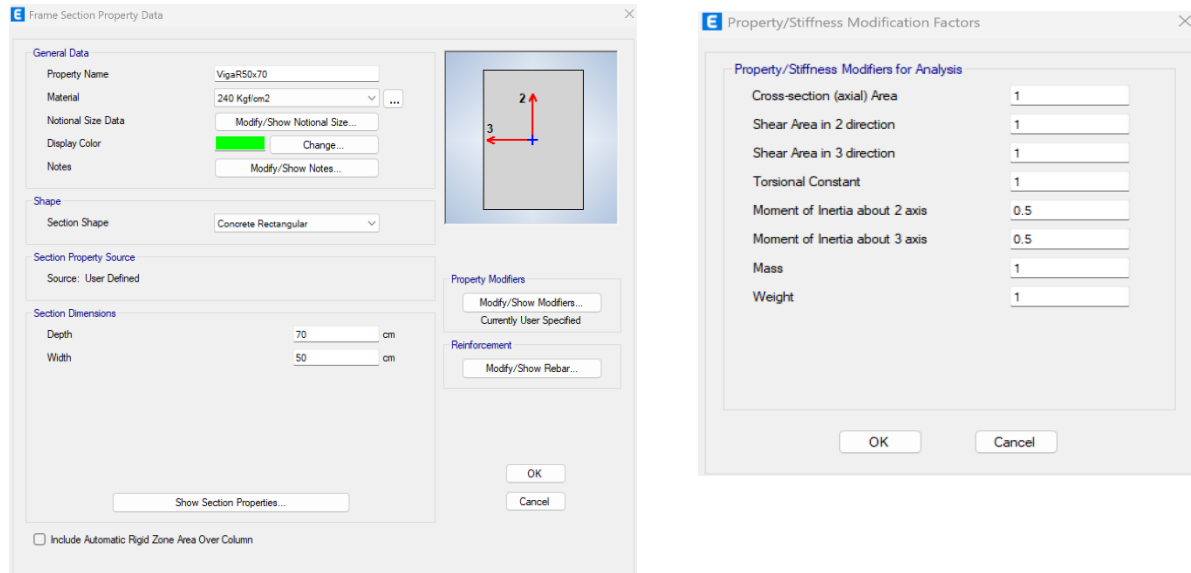 E Frame Section Property Data
General Data
Property Name VigaR50x70
Material 240 Kgf/cm2 ...
Notional Size Data Modify/Show Notional Size...
Display Color Change...
Notes Modify/Show Notes...
2
3
Shape
Section Shape Concrete Rectangular
Section Property Source
Source: User Defined
Property Modifiers
Modify/Show Modifiers...
Currently User Specified
Section Dimensions
Depth 70 cm
Width 50 cm
Reinforcement
Modify/Show Rebar...
OK
Cancel
Show Section Properties...
Include Automatic Rigid Zone Area Over Column
E Property/Stiffness Modification Factors
Property/Stiffness Modifiers for Analysis
Cross-section (axial) Area 1
Shear Area in 2 direction 1
Shear Area in 3 direction 1
Torsional Constant 1
Moment of Inertia about 2 axis 0.5
Moment of Inertia about 3 axis 0.5
Mass 1
Weight 1
OK Cancel